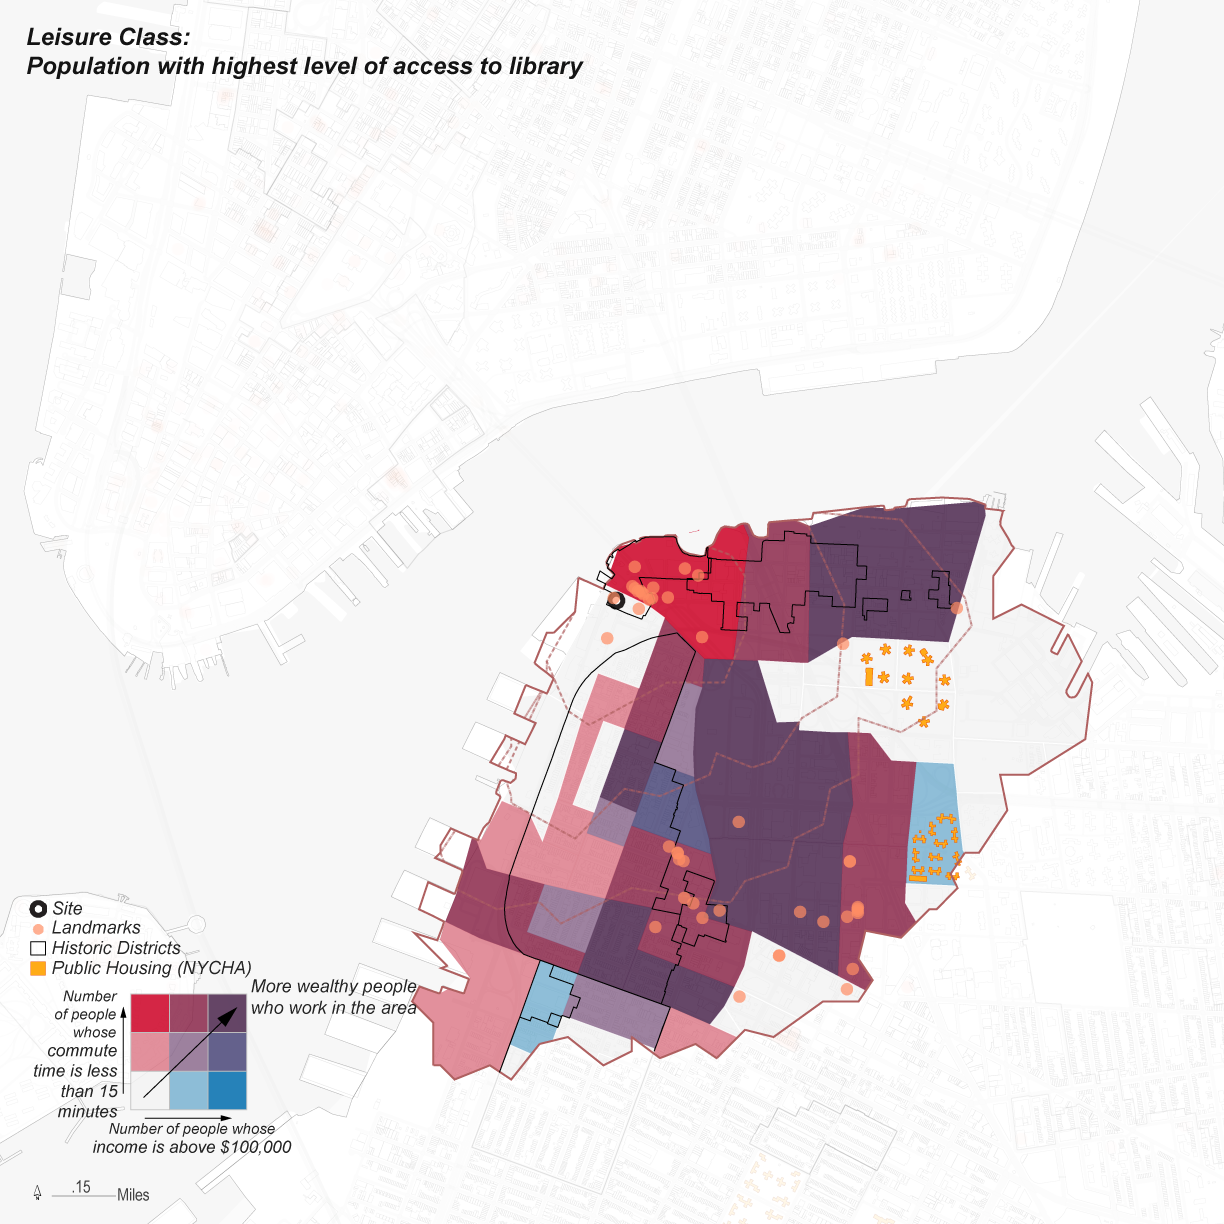 Leisure Class:
Population with highest level of access to library
Site
Landmarks
Historic Districts
Public Housing (NYCHA)
Number
of people
whose
commute
time is less
than 15
minutes
More wealthy people
who work in the area
Number of people whose
income is above $100,000
.15
Miles